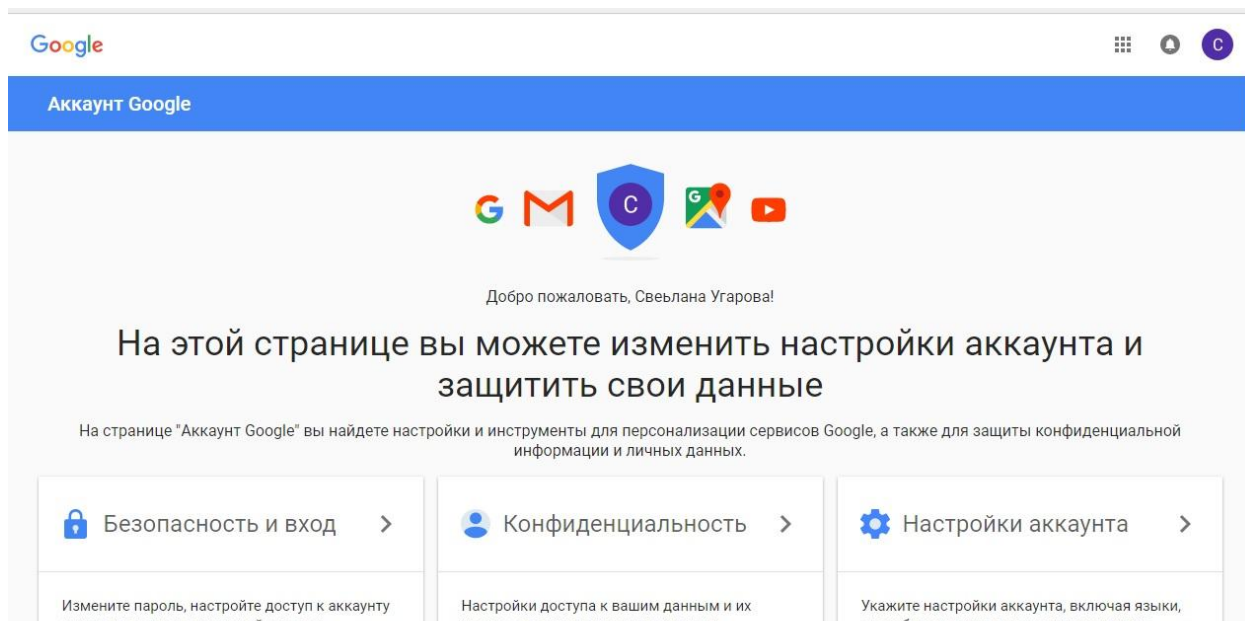 Google
C
Аккаунт Google
G
C
G
Добро пожаловать, Свеьлана Угарова!
На этой странице вы можете изменить настройки аккаунта и
защитить свои данные
На странице "Аккаунт Google" вы найдете настройки и инструменты для персонализации сервисов Google, а также для защиты конфиденциальной
информации и личных данных.
Безопасность и вход
Конфиденциальность
Настройки аккаунта
Измените пароль, настройте доступ к аккаунту
Настройки доступа к вашим данным и их
Укажите настройки аккаунта, включая языки,